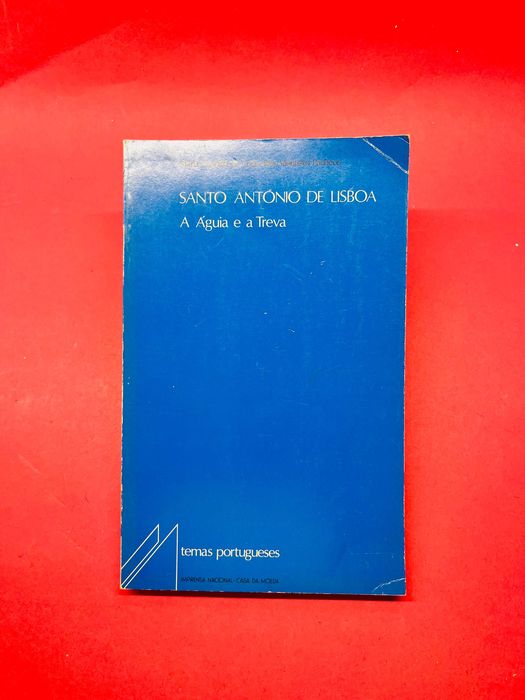 SANTO ANTÓNIO DE LISBOA
A Águia e a Treva
temas portugueses
IMPRENSA NACIONAL-CASA DA MOEDA